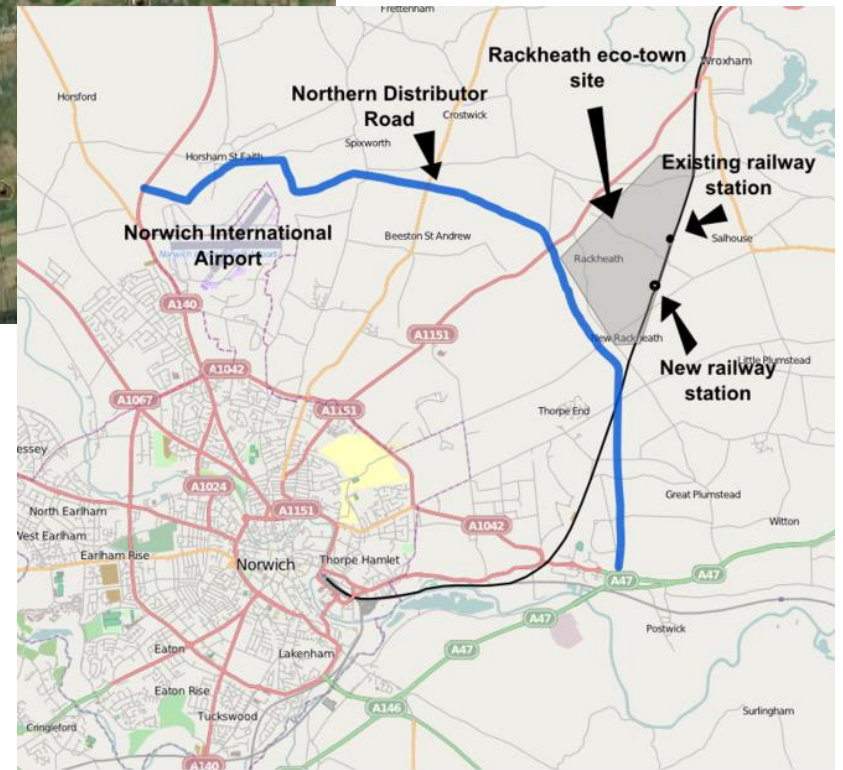 Frettenham
Rackheath eco-town
site
Wroxham
Horsford
Northern Distributor
Road
Crostwick
Spixworth
Horsham St Faith
Existing railway
station
Norwich International
Airport
Beeston St Andrew
Salhouse
Rackheath
A140
A1151
New Rackheath
Little Plumstead
New railway
station
A1042
A1067
A1151
Thorpe End
A1024
Great Plumstead
North Earlham
A1151
A1042
Witton
West Earlham
Earlham Rise
Norwich
Thorpe Hamlet
A47
A47
A47
Postwick
Eaton
Lakenham
A47
Eaton Rise
A146
Tuckswood
Surlingham
Cringleford
A140